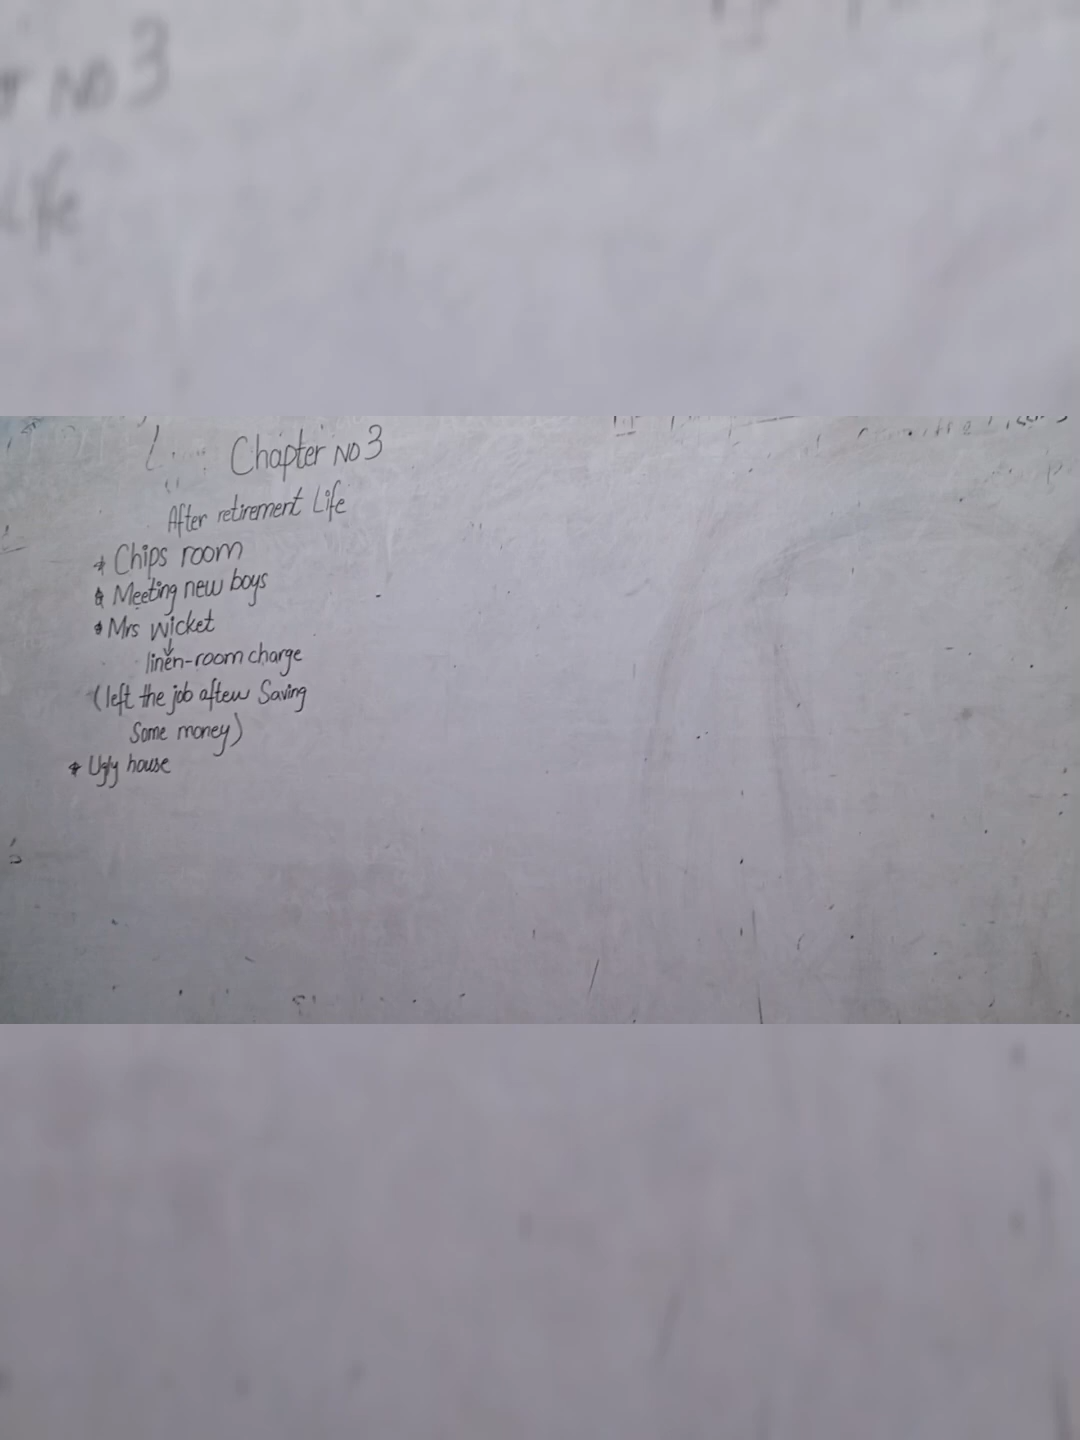 Chapter No 3
After retirement Life
* Chips room
* Meeting new boys
* Mrs wicket
↓
linen-room charge
(left the job aftew Saving
Some money)
* Ugly house